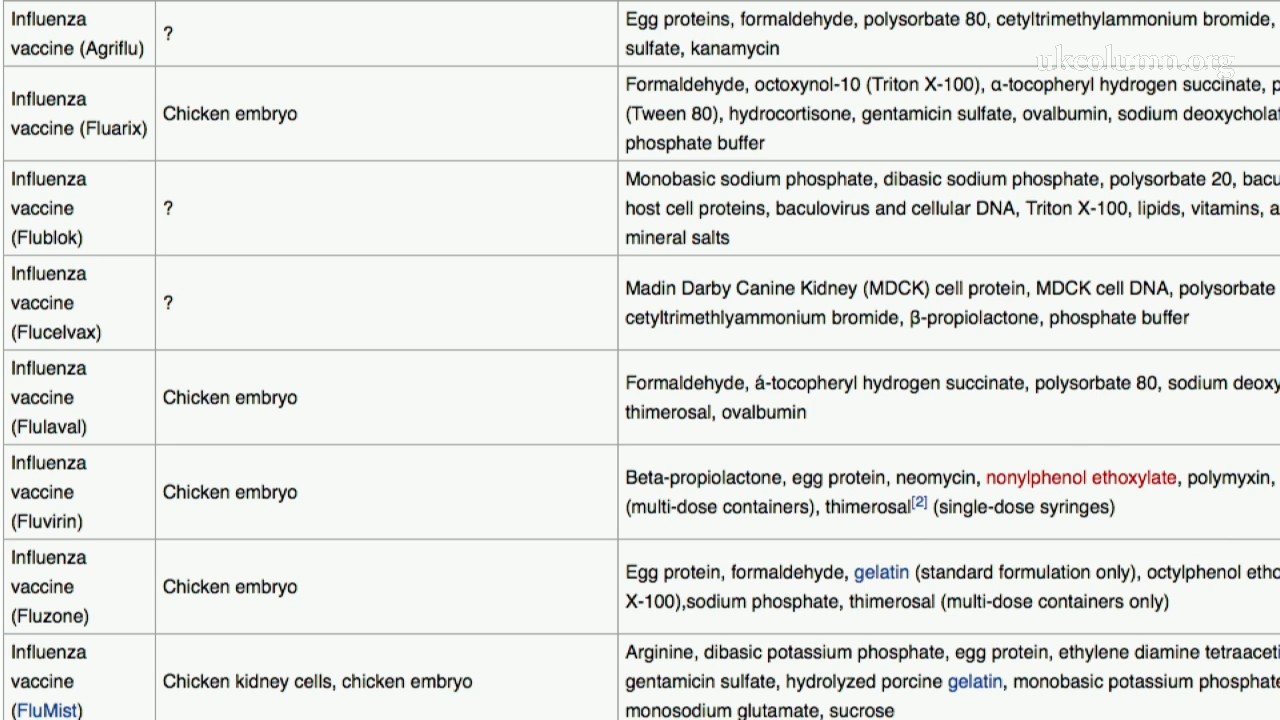 Influenza
vaccine (Agriflu)
?
Egg proteins, formaldehyde, polysorbate 80, cetyltrimethylammonium bromide,
sulfate, kanamycin
ukcolumn.org
Influenza
vaccine (Fluarix)
Chicken embryo
Formaldehyde, octoxynol-10 (Triton X-100), α-tocopheryl hydrogen succinate, p
(Tween 80), hydrocortisone, gentamicin sulfate, ovalbumin, sodium deoxycholat
phosphate buffer
Influenza
vaccine
(Flublok)
?
Monobasic sodium phosphate, dibasic sodium phosphate, polysorbate 20, bacu
host cell proteins, baculovirus and cellular DNA, Triton X-100, lipids, vitamins, a
mineral salts
Influenza
vaccine
(Flucelvax)
?
Madin Darby Canine Kidney (MDCK) cell protein, MDCK cell DNA, polysorbate
cetyltrimethlyammonium bromide, β-propiolactone, phosphate buffer
Influenza
vaccine
(Flulaval)
Chicken embryo
Formaldehyde, á-tocopheryl hydrogen succinate, polysorbate 80, sodium deoxy
thimerosal, ovalbumin
Influenza
vaccine
(Fluvirin)
Chicken embryo
Beta-propiolactone, egg protein, neomycin, nonylphenol ethoxylate, polymyxin,
(multi-dose containers), thimerosal[2] (single-dose syringes)
Influenza
vaccine
(Fluzone)
Chicken embryo
Egg protein, formaldehyde, gelatin (standard formulation only), octylphenol etho
X-100),sodium phosphate, thimerosal (multi-dose containers only)
Influenza
vaccine
(FluMist)
Chicken kidney cells, chicken embryo
Arginine, dibasic potassium phosphate, egg protein, ethylene diamine tetraaceti
gentamicin sulfate, hydrolyzed porcine gelatin, monobasic potassium phosphate
monosodium glutamate, sucrose